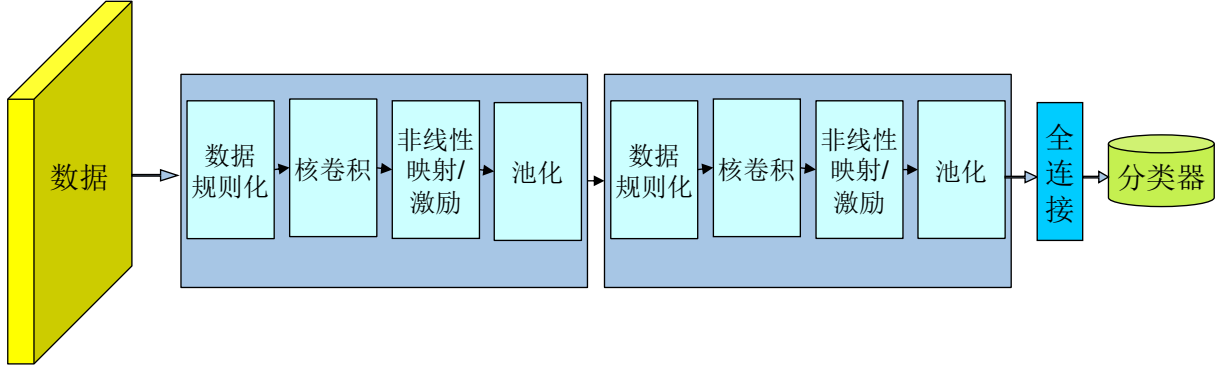 数据
数据
规则化
核卷积
非线性
映射/
激励
池化
数据
规则化
核卷积
非线性
映射/
激励
池化
全
连
接
分类器